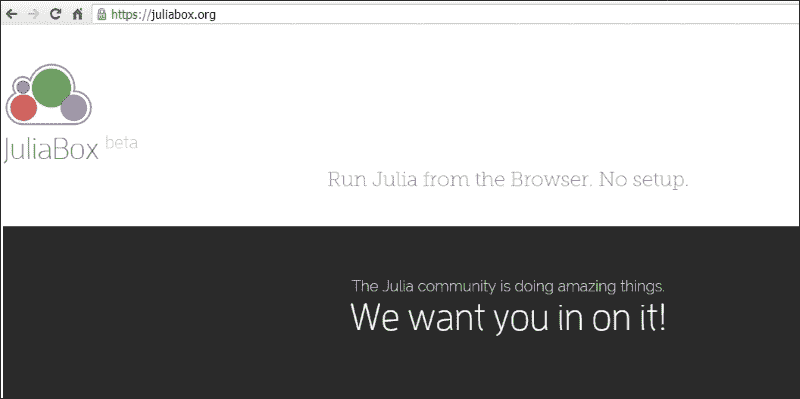 https://juliabox.org
JuliaBox beta
Run Julia from the Browser. No setup.
The Julia community is doing amazing things.
We want you in on it!